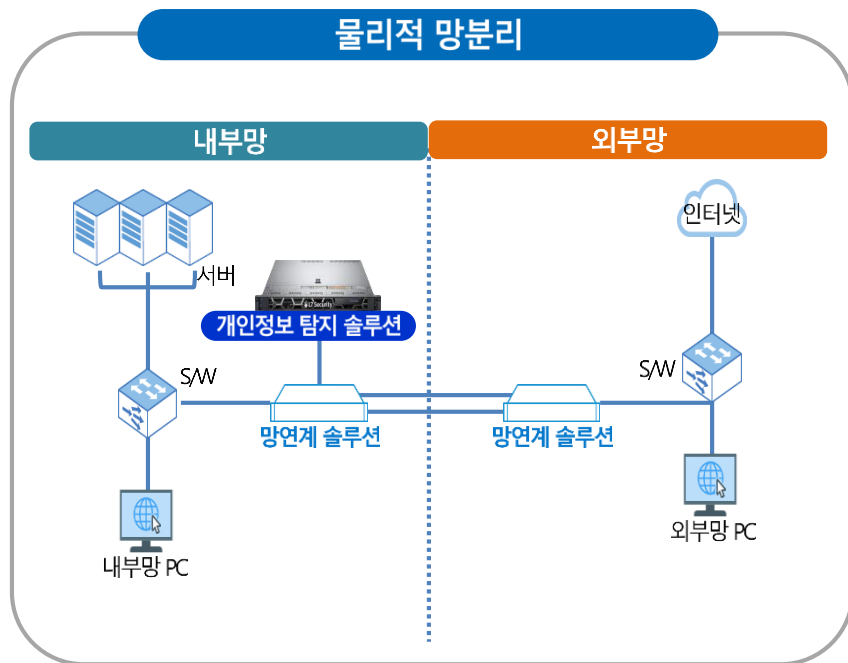 물리적 망분리
내부망
외부망
인터넷
서버
L7 Security
개인정보 탐지 솔루션
S/W
S/W
망연계 솔루션
망연계 솔루션
내부망 PC
외부망 PC